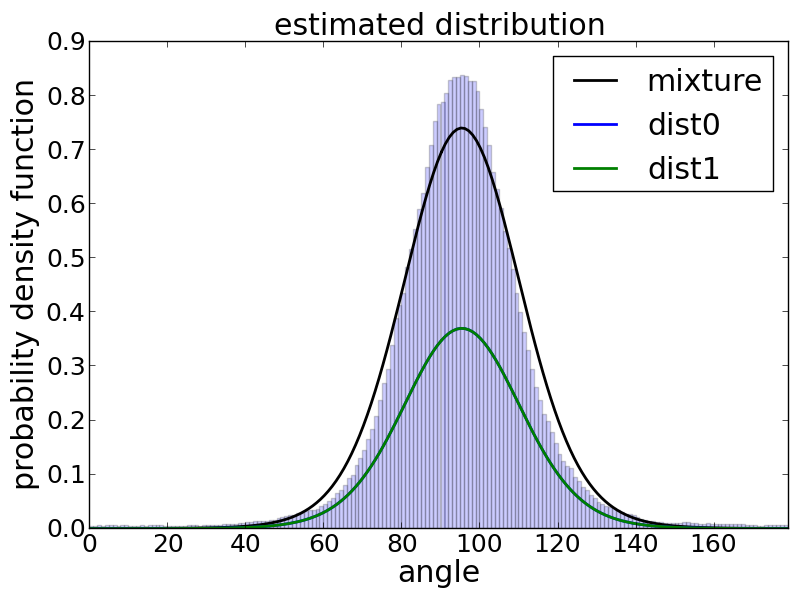 estimated distribution
0.9
0.8
0.7
0.6
0.5
0.4
0.3
0.2
0.1
0.0
probability density function
mixture
dist0
dist1
0 20 40 60 80 100 120 140 160
angle